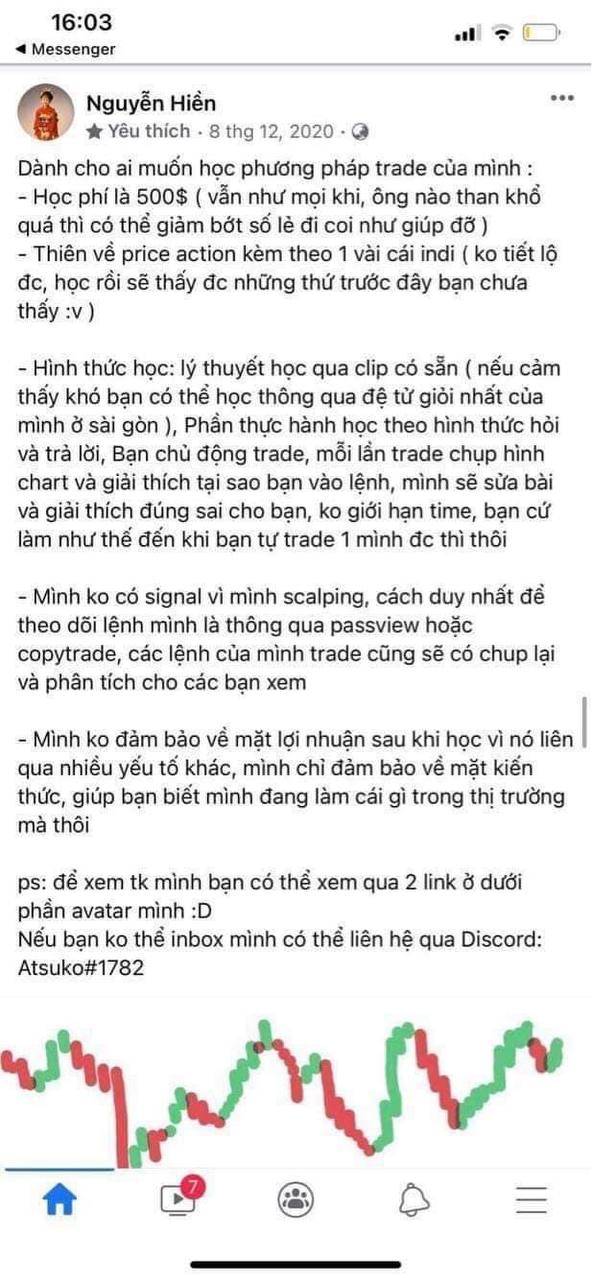 16:03
◀ Messenger
Nguyễn Hiền
★ Yêu thích · 8 thg 12, 2020 ·
Dành cho ai muốn học phương pháp trade của mình :
- Học phí là 500$ ( vẫn như mọi khi, ông nào than khổ
quá thì có thể giảm bớt số lẻ đi coi như giúp đỡ )
- Thiên về price action kèm theo 1 vài cái indi ( ko tiết lộ
đc, học rồi sẽ thấy đc những thứ trước đây bạn chưa
thấy :v )
- Hình thức học: lý thuyết học qua clip có sẵn ( nếu cảm
thấy khó bạn có thể học thông qua đệ tử giỏi nhất của
mình ở sài gòn ), Phần thực hành học theo hình thức hỏi
và trả lời, Bạn chủ động trade, mỗi lần trade chụp hình
chart và giải thích tại sao bạn vào lệnh, mình sẽ sửa bài
và giải thích đúng sai cho bạn, ko giới hạn time, bạn cứ
làm như thế đến khi bạn tự trade 1 mình đc thì thôi
- Mình ko có signal vì mình scalping, cách duy nhất để
theo dõi lệnh mình là thông qua passview hoặc
copytrade, các lệnh của mình trade cũng sẽ có chup lại
và phân tích cho các bạn xem
- Mình ko đảm bảo về mặt lợi nhuận sau khi học vì nó liên
qua nhiều yếu tố khác, mình chỉ đảm bảo về mặt kiến
thức, giúp bạn biết mình đang làm cái gì trong thị trường
mà thôi
ps: để xem tk mình bạn có thể xem qua 2 link ở dưới
phần avatar mình :D
Nếu bạn ko thể inbox mình có thể liên hệ qua Discord:
Atsuko#1782
7